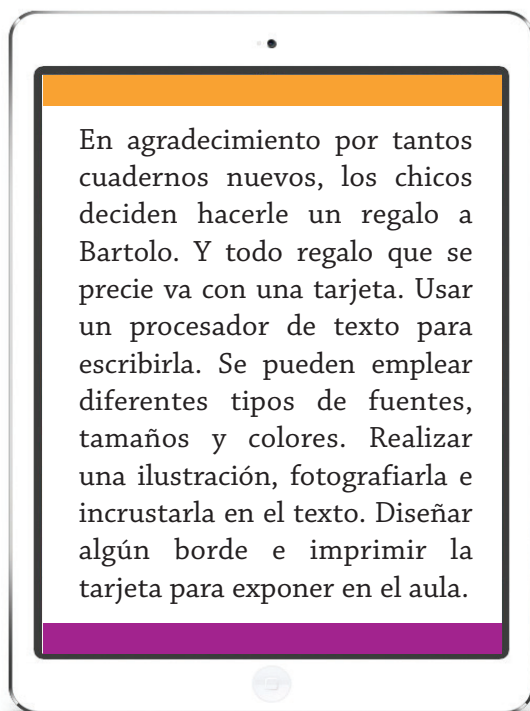 En agradecimiento por tantos
cuadernos nuevos, los chicos
deciden hacerle un regalo a
Bartolo. Y todo regalo que se
precie va con una tarjeta. Usar
un procesador de texto para
escribirla. Se pueden emplear
diferentes tipos de fuentes,
tamaños y colores. Realizar
una ilustración, fotografiarla e
incrustarla en el texto. Diseñar
algún borde e imprimir la
tarjeta para exponer en el aula.